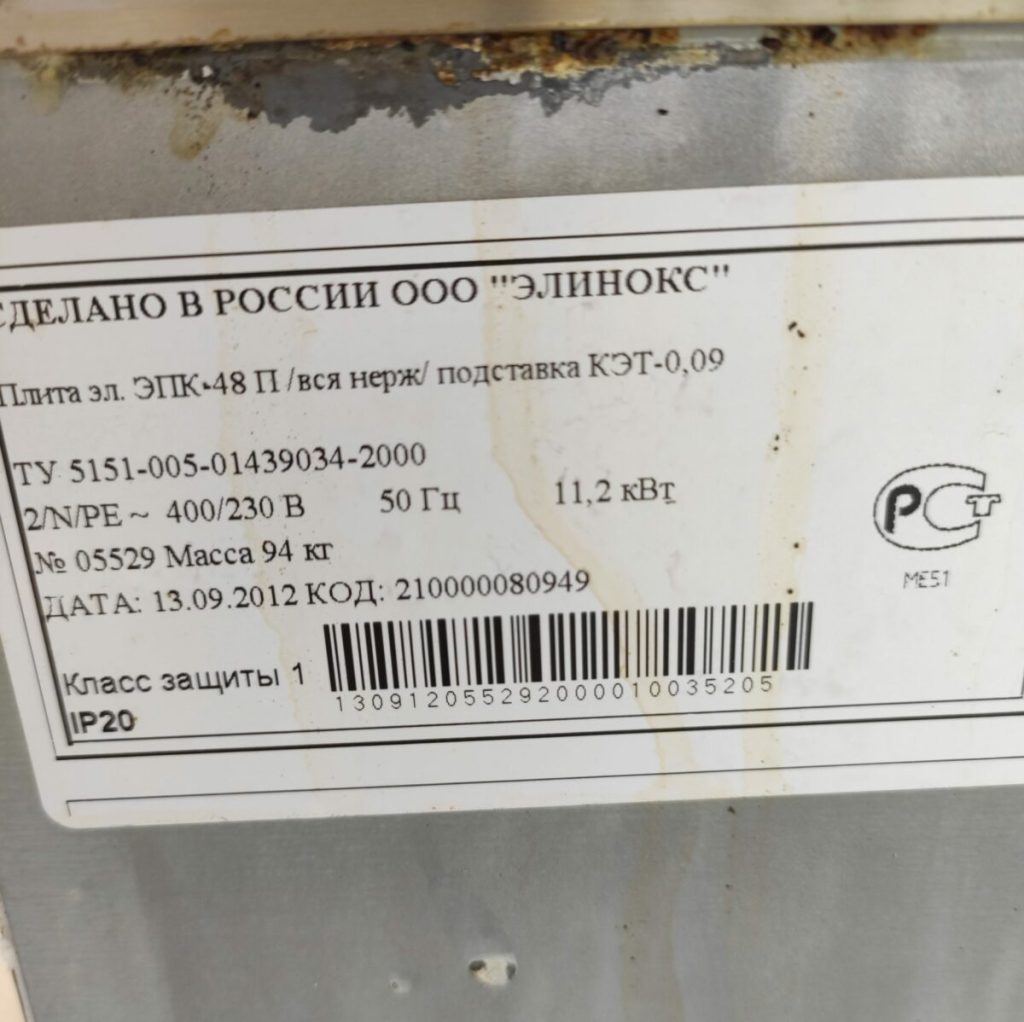 СДЕЛАНО В РОССИИ ООО "ЭЛИНОКС"
Плита эл. ЭПК-48 П /вся нерж/ подставка КЭТ-0,09
ТУ 5151-005-01439034-2000
2/N/PE ~ 400/230 В 50 Гц 11,2 кВт
№ 05529 Масса 94 кг
ДАТА: 13.09.2012 КОД: 210000080949
РСТ
МЕ51
Класс защиты 1
IP20
130912055292000010035205